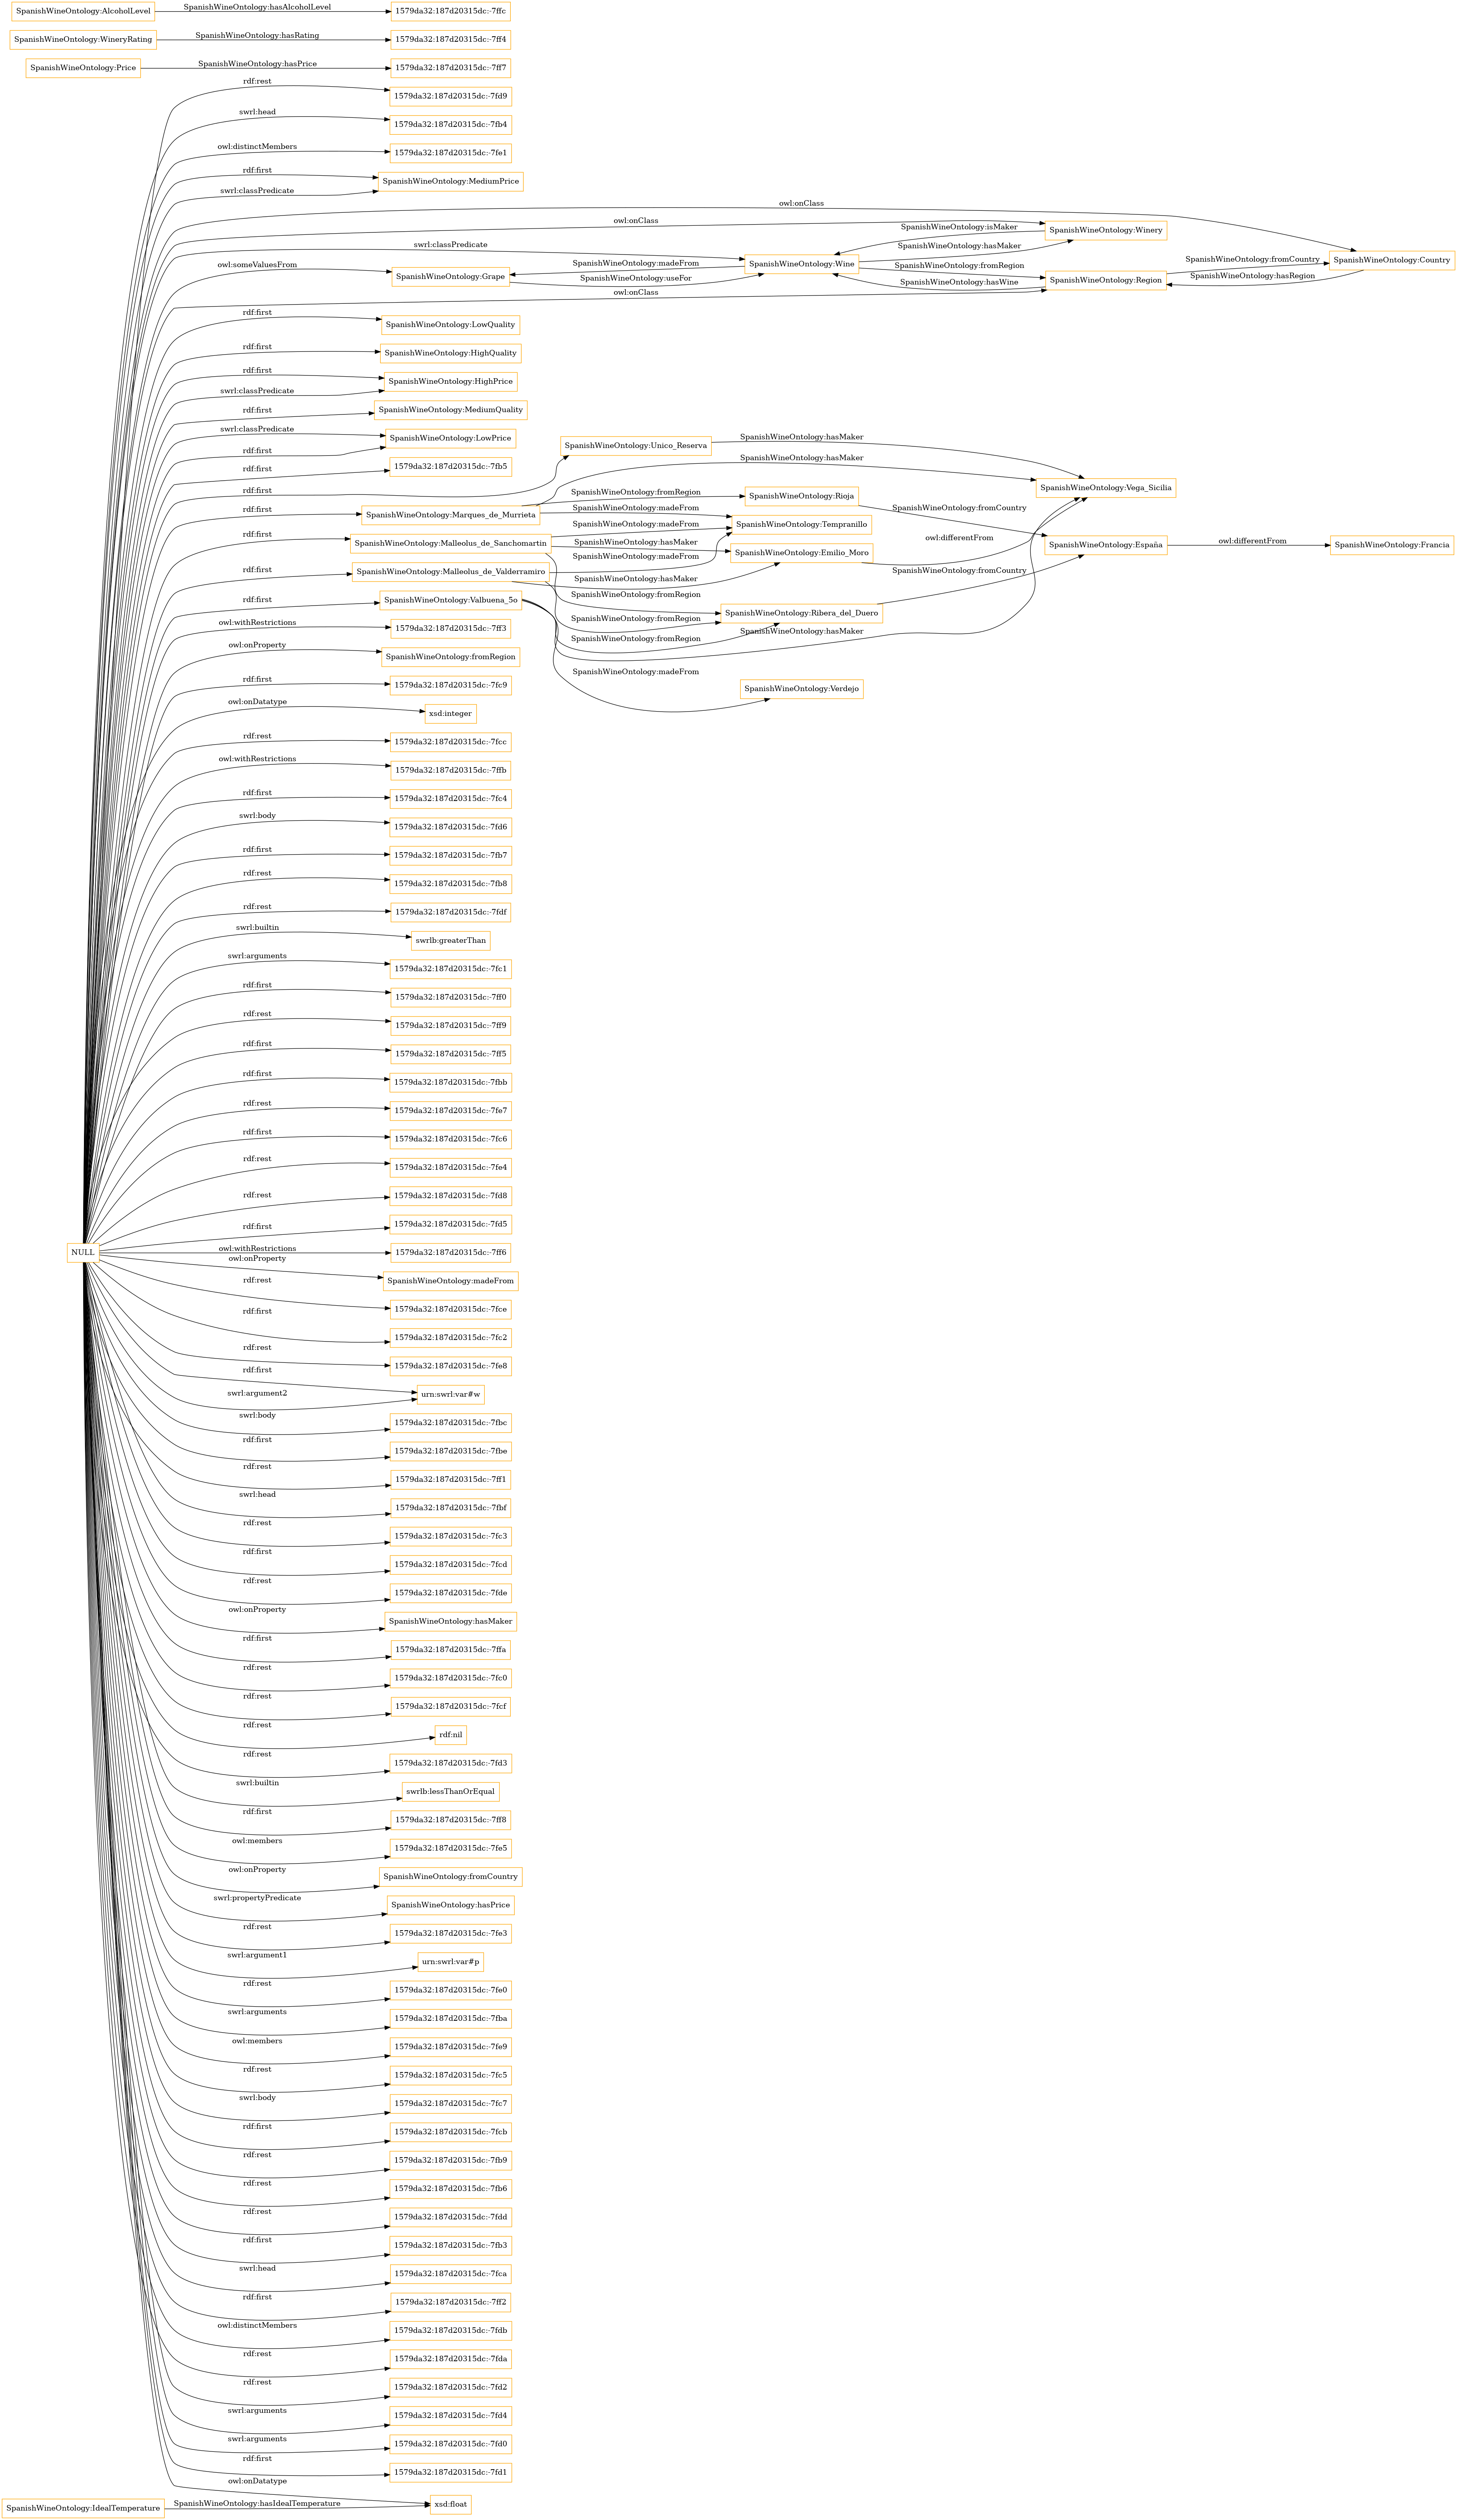 SpanishWineOntology:AlcoholLevel
SpanishWineOntology:hasAlcoholLevel
1579da32:187d20315dc:-7ffc
SpanishWineOntology:WineryRating
SpanishWineOntology:hasRating
1579da32:187d20315dc:-7ff4
SpanishWineOntology:Price
SpanishWineOntology:hasPrice
1579da32:187d20315dc:-7ff7
rdf:rest
1579da32:187d20315dc:-7fd9
swrl:head
1579da32:187d20315dc:-7fb4
owl:distinctMembers
1579da32:187d20315dc:-7fe1
rdf:first
SpanishWineOntology:MediumPrice
swrl:classPredicate
owl:onClass
owl:onClass
SpanishWineOntology:isMaker
SpanishWineOntology:Winery
swrl:classPredicate
SpanishWineOntology:hasMaker
owl:someValuesFrom
SpanishWineOntology:Grape
SpanishWineOntology:madeFrom
SpanishWineOntology:useFor
SpanishWineOntology:Wine
SpanishWineOntology:fromRegion
SpanishWineOntology:hasWine
SpanishWineOntology:Region
SpanishWineOntology:fromCountry
SpanishWineOntology:hasRegion
SpanishWineOntology:Country
owl:onClass
rdf:first
SpanishWineOntology:LowQuality
rdf:first
SpanishWineOntology:HighQuality
rdf:first
SpanishWineOntology:HighPrice
swrl:classPredicate
rdf:first
SpanishWineOntology:MediumQuality
swrl:classPredicate
SpanishWineOntology:LowPrice
rdf:first
rdf:first
1579da32:187d20315dc:-7fb5
SpanishWineOntology:Unico_Reserva
SpanishWineOntology:hasMaker
rdf:first
SpanishWineOntology:hasMaker
SpanishWineOntology:Vega_Sicilia
rdf:first
SpanishWineOntology:Marques_de_Murrieta
SpanishWineOntology:fromRegion
SpanishWineOntology:Rioja
SpanishWineOntology:fromCountry
SpanishWineOntology:madeFrom
SpanishWineOntology:madeFrom
SpanishWineOntology:Tempranillo
rdf:first
SpanishWineOntology:Malleolus_de_Sanchomartin
SpanishWineOntology:hasMaker
SpanishWineOntology:madeFrom
SpanishWineOntology:Emilio_Moro
owl:differentFrom
SpanishWineOntology:España
owl:differentFrom
SpanishWineOntology:Francia
rdf:first
SpanishWineOntology:Malleolus_de_Valderramiro
SpanishWineOntology:hasMaker
SpanishWineOntology:fromCountry
rdf:first
SpanishWineOntology:Valbuena_5o
SpanishWineOntology:fromRegion
SpanishWineOntology:Ribera_del_Duero
SpanishWineOntology:fromRegion
SpanishWineOntology:fromRegion
SpanishWineOntology:hasMaker
owl:withRestrictions
1579da32:187d20315dc:-7ff3
owl:onProperty
SpanishWineOntology:fromRegion
SpanishWineOntology:madeFrom
SpanishWineOntology:Verdejo
rdf:first
1579da32:187d20315dc:-7fc9
owl:onDatatype
xsd:integer
rdf:rest
1579da32:187d20315dc:-7fcc
owl:withRestrictions
1579da32:187d20315dc:-7ffb
rdf:first
1579da32:187d20315dc:-7fc4
swrl:body
1579da32:187d20315dc:-7fd6
rdf:first
1579da32:187d20315dc:-7fb7
rdf:rest
1579da32:187d20315dc:-7fb8
rdf:rest
1579da32:187d20315dc:-7fdf
swrl:builtin
swrlb:greaterThan
swrl:arguments
1579da32:187d20315dc:-7fc1
rdf:first
1579da32:187d20315dc:-7ff0
rdf:rest
1579da32:187d20315dc:-7ff9
rdf:first
1579da32:187d20315dc:-7ff5
rdf:first
1579da32:187d20315dc:-7fbb
rdf:rest
1579da32:187d20315dc:-7fe7
rdf:first
1579da32:187d20315dc:-7fc6
rdf:rest
1579da32:187d20315dc:-7fe4
rdf:rest
1579da32:187d20315dc:-7fd8
rdf:first
1579da32:187d20315dc:-7fd5
NULL
owl:withRestrictions
1579da32:187d20315dc:-7ff6
owl:onProperty
SpanishWineOntology:madeFrom
rdf:rest
1579da32:187d20315dc:-7fce
rdf:first
1579da32:187d20315dc:-7fc2
rdf:rest
1579da32:187d20315dc:-7fe8
rdf:first
urn:swrl:var#w
swrl:argument2
swrl:body
1579da32:187d20315dc:-7fbc
rdf:first
1579da32:187d20315dc:-7fbe
rdf:rest
1579da32:187d20315dc:-7ff1
swrl:head
1579da32:187d20315dc:-7fbf
rdf:rest
1579da32:187d20315dc:-7fc3
rdf:first
1579da32:187d20315dc:-7fcd
rdf:rest
1579da32:187d20315dc:-7fde
owl:onProperty
SpanishWineOntology:hasMaker
rdf:first
1579da32:187d20315dc:-7ffa
rdf:rest
1579da32:187d20315dc:-7fc0
rdf:rest
1579da32:187d20315dc:-7fcf
rdf:rest
rdf:nil
rdf:rest
1579da32:187d20315dc:-7fd3
swrl:builtin
swrlb:lessThanOrEqual
rdf:first
1579da32:187d20315dc:-7ff8
owl:members
1579da32:187d20315dc:-7fe5
owl:onProperty
SpanishWineOntology:fromCountry
swrl:propertyPredicate
SpanishWineOntology:hasPrice
rdf:rest
1579da32:187d20315dc:-7fe3
swrl:argument1
urn:swrl:var#p
rdf:rest
1579da32:187d20315dc:-7fe0
swrl:arguments
1579da32:187d20315dc:-7fba
owl:members
1579da32:187d20315dc:-7fe9
rdf:rest
1579da32:187d20315dc:-7fc5
swrl:body
1579da32:187d20315dc:-7fc7
rdf:first
1579da32:187d20315dc:-7fcb
rdf:rest
1579da32:187d20315dc:-7fb9
rdf:rest
1579da32:187d20315dc:-7fb6
rdf:rest
1579da32:187d20315dc:-7fdd
rdf:first
1579da32:187d20315dc:-7fb3
swrl:head
1579da32:187d20315dc:-7fca
rdf:first
1579da32:187d20315dc:-7ff2
owl:distinctMembers
1579da32:187d20315dc:-7fdb
rdf:rest
1579da32:187d20315dc:-7fda
rdf:rest
1579da32:187d20315dc:-7fd2
swrl:arguments
1579da32:187d20315dc:-7fd4
swrl:arguments
1579da32:187d20315dc:-7fd0
rdf:first
1579da32:187d20315dc:-7fd1
owl:onDatatype
SpanishWineOntology:IdealTemperature
SpanishWineOntology:hasIdealTemperature
xsd:float